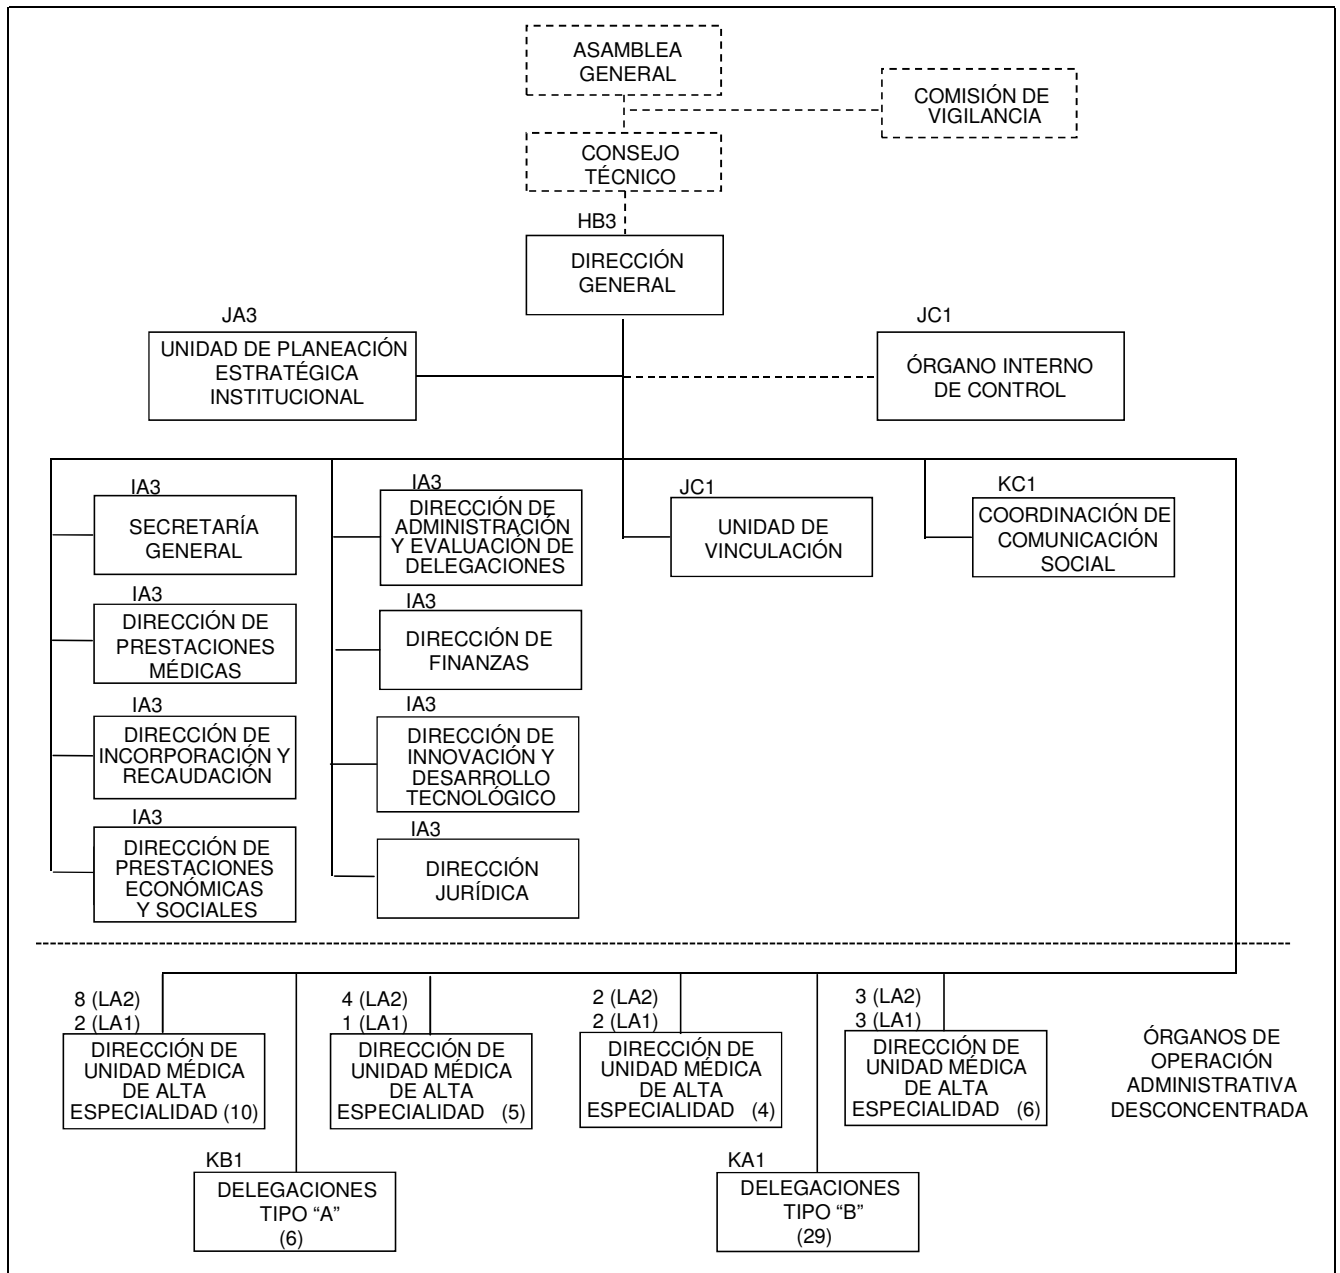 ASAMBLEA
GENERAL
COMISIÓN DE
VIGILANCIA
CONSEJO
TÉCNICO
HB3
DIRECCIÓN
GENERAL
JA3
UNIDAD DE PLANEACIÓN
ESTRATÉGICA
INSTITUCIONAL
JC1
ÓRGANO INTERNO
DE CONTROL
IA3
SECRETARÍA
GENERAL
IA3
DIRECCIÓN DE
ADMINISTRACIÓN
Y EVALUACIÓN DE
DELEGACIONES
JC1
UNIDAD DE
VINCULACIÓN
KC1
COORDINACIÓN DE
COMUNICACIÓN
SOCIAL
IA3
DIRECCIÓN DE
PRESTACIONES
MÉDICAS
IA3
DIRECCIÓN DE
FINANZAS
IA3
DIRECCIÓN DE
INCORPORACIÓN Y
RECAUDACIÓN
IA3
DIRECCIÓN DE
INNOVACIÓN Y
DESARROLLO
TECNOLÓGICO
IA3
DIRECCIÓN DE
PRESTACIONES
ECONÓMICAS
Y SOCIALES
IA3
DIRECCIÓN
JURÍDICA
8 (LA2)
2 (LA1)
DIRECCIÓN DE
UNIDAD MÉDICA
DE ALTA
ESPECIALIDAD (10)
4 (LA2)
1 (LA1)
DIRECCIÓN DE
UNIDAD MÉDICA
DE ALTA
ESPECIALIDAD (5)
2 (LA2)
2 (LA1)
DIRECCIÓN DE
UNIDAD MÉDICA
DE ALTA
ESPECIALIDAD (4)
3 (LA2)
3 (LA1)
DIRECCIÓN DE
UNIDAD MÉDICA
DE ALTA
ESPECIALIDAD (6)
ÓRGANOS DE
OPERACIÓN
ADMINISTRATIVA
DESCONCENTRADA
KB1
DELEGACIONES
TIPO “A”
(6)
KA1
DELEGACIONES
TIPO “B”
(29)